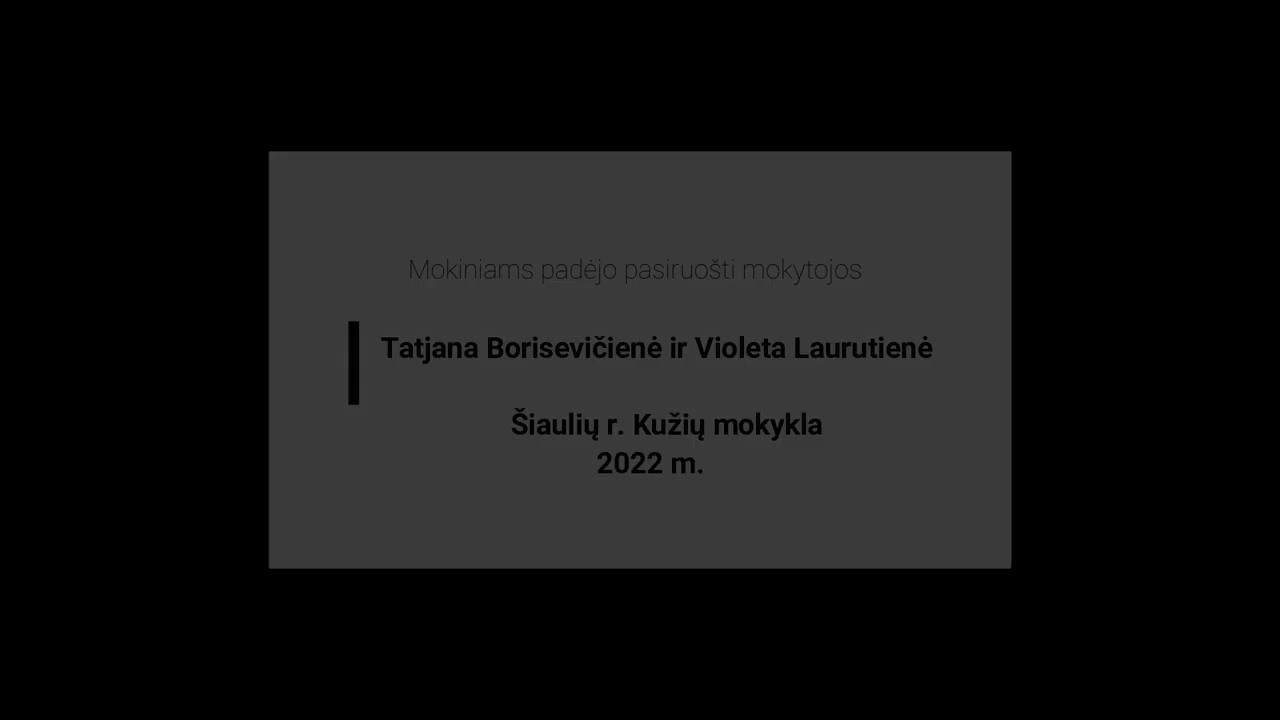 Mokiniams padėjo pasiruošti mokytojos
Tatjana Borisevičienė ir Violeta Laurutienė
Šiaulių r. Kužių mokykla
2022 m.